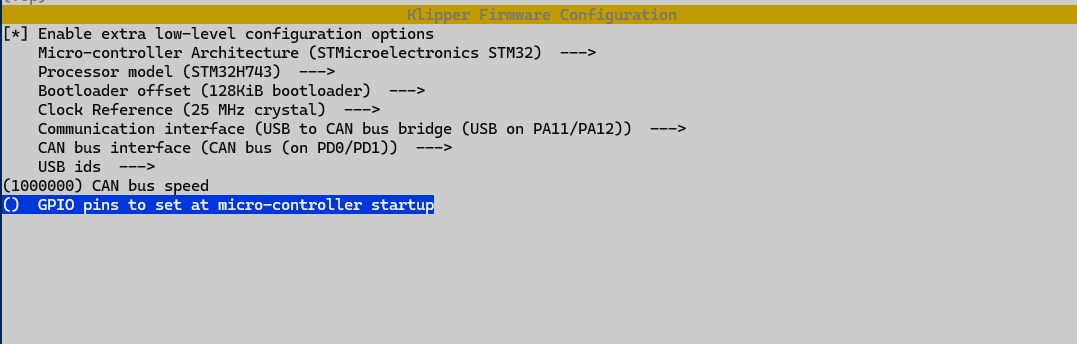 Klipper Firmware Configuration
[*] Enable extra low-level configuration options
Micro-controller Architecture (STMicroelectronics STM32)  --->
Processor model (STM32H743)  --->
Bootloader offset (128KiB bootloader)  --->
Clock Reference (25 MHz crystal)  --->
Communication interface (USB to CAN bus bridge (USB on PA11/PA12))  --->
CAN bus interface (CAN bus (on PD0/PD1))  --->
USB ids  --->
(1000000) CAN bus speed
()  GPIO pins to set at micro-controller startup